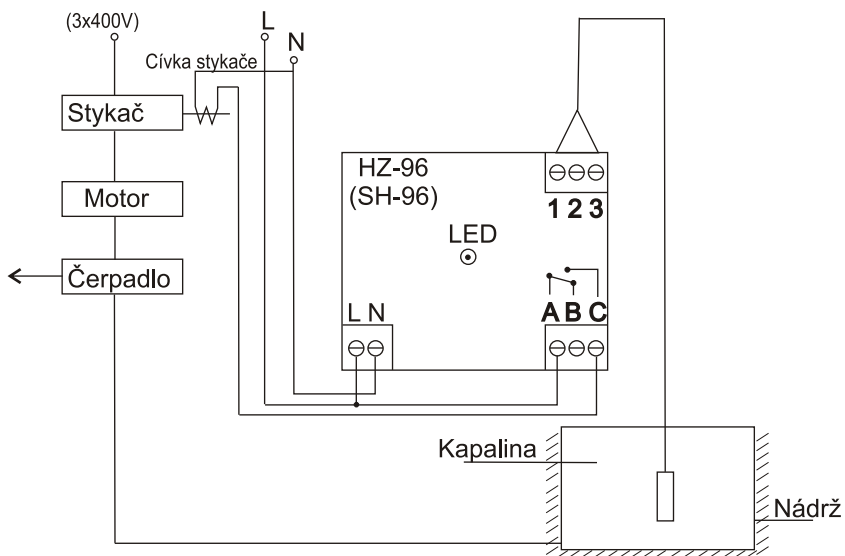 (3x400V)
L
N
Cívka stykače
Stykač
Motor
Čerpadlo
HZ-96
(SH-96)
1 2 3
LED
A B C
L N
Kapalina
Nádrž